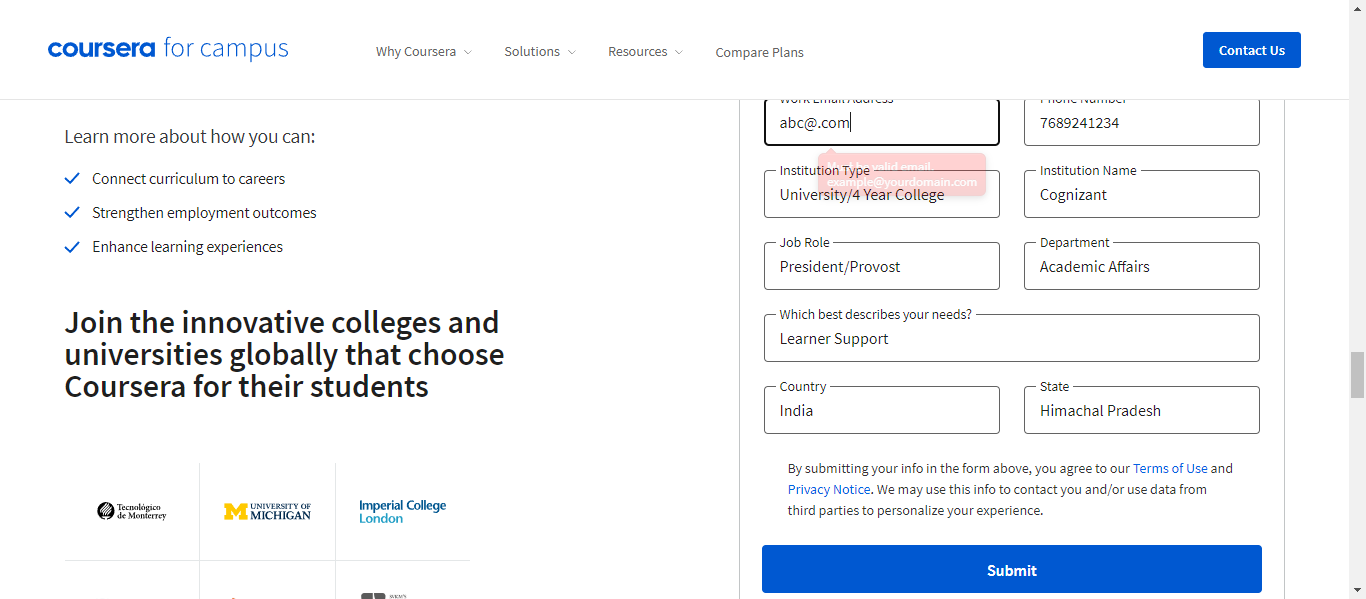 coursera for campus
Why Coursera
Solutions
Resources
Compare Plans
Contact Us
Learn more about how you can:
Connect curriculum to careers
Strengthen employment outcomes
Enhance learning experiences
Join the innovative colleges and
universities globally that choose
Coursera for their students
Tecnológico
de Monterrey
UNIVERSITY OF
MICHIGAN
Imperial College
London
Work Email Address
abc@.com
Phone Number
7689241234
Must be valid email.
example@yourdomain.com
Institution Type
University/4 Year College
Institution Name
Cognizant
Job Role
President/Provost
Department
Academic Affairs
Which best describes your needs?
Learner Support
Country
India
State
Himachal Pradesh
By submitting your info in the form above, you agree to our Terms of Use and
Privacy Notice. We may use this info to contact you and/or use data from
third parties to personalize your experience.
Submit